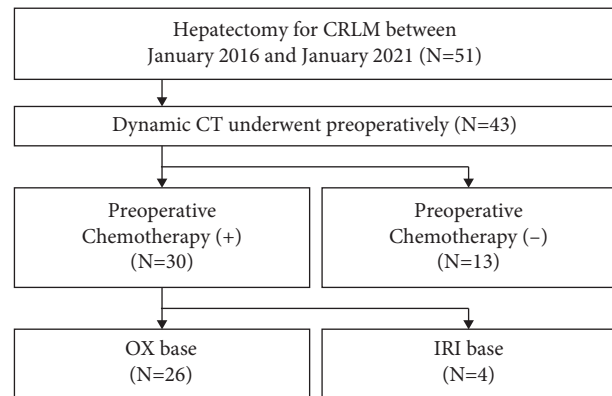 Hepatectomy for CRLM between
January 2016 and January 2021 (N=51)
Dynamic CT underwent preoperatively (N=43)
Preoperative
Chemotherapy (+)
(N=30)
Preoperative
Chemotherapy (–)
(N=13)
OX base
(N=26)
IRI base
(N=4)